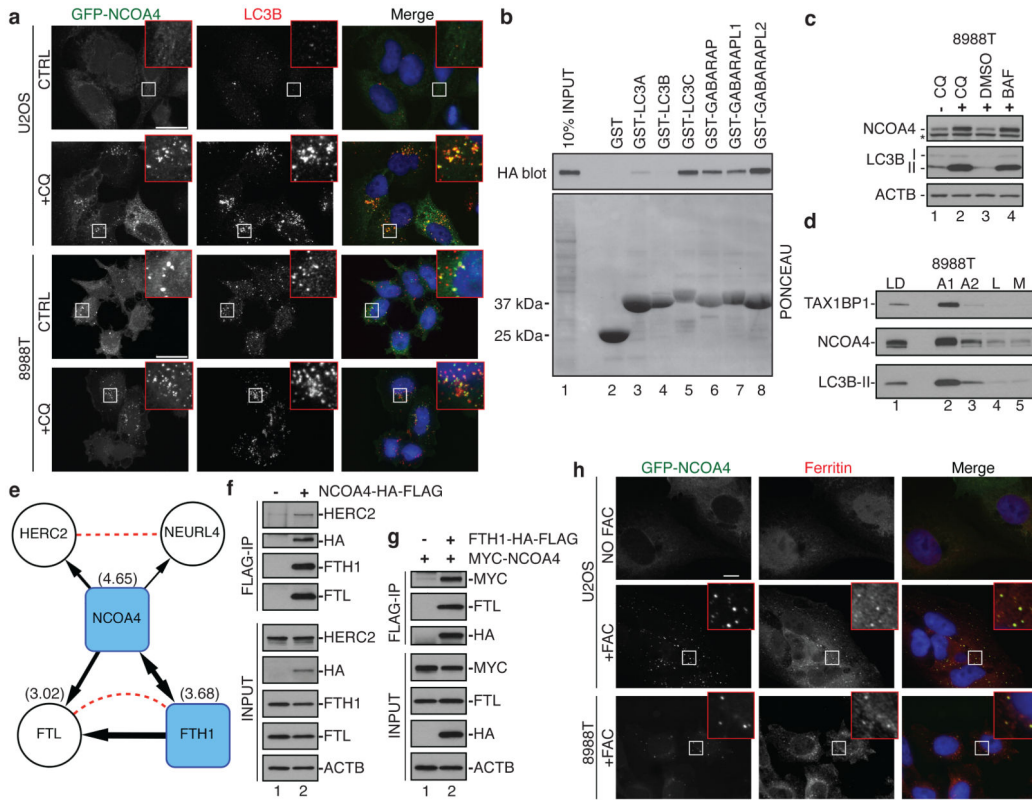 a
GFP-NCOA4 LC3B Merge
U2OS
CTRL
+CQ
8988T
CTRL
+CQ
b
10% INPUT
GST
GST-LC3A
GST-LC3B
GST-LC3C
GST-GABARAP
GST-GABARAPL1
GST-GABARAPL2
HA blot
37 kDa-
25 kDa-
PONCEAU
1 2 3 4 5 6 7 8
c
8988T
CQ CQ DMSO BAF
- + + +
NCOA4 -
*
LC3B I
II
ACTB -
1 2 3 4
d
8988T
LD A1 A2 L M
TAX1BP1-
NCOA4-
LC3B-II-
1 2 3 4 5
e
HERC2 NEURL4
(4.65)
NCOA4
(3.02) (3.68)
FTL FTH1
f
- + NCOA4-HA-FLAG
FLAG-IP
-HERC2
-HA
-FTH1
-FTL
INPUT
-HERC2
-HA
-FTH1
-FTL
-ACTB
1 2
g
- + FTH1-HA-FLAG
+ + MYC-NCOA4
FLAG-IP
-MYC
-FTL
-HA
INPUT
-MYC
-FTL
-HA
-ACTB
1 2
h
GFP-NCOA4 Ferritin Merge
U2OS
NO FAC
+FAC
8988T
+FAC